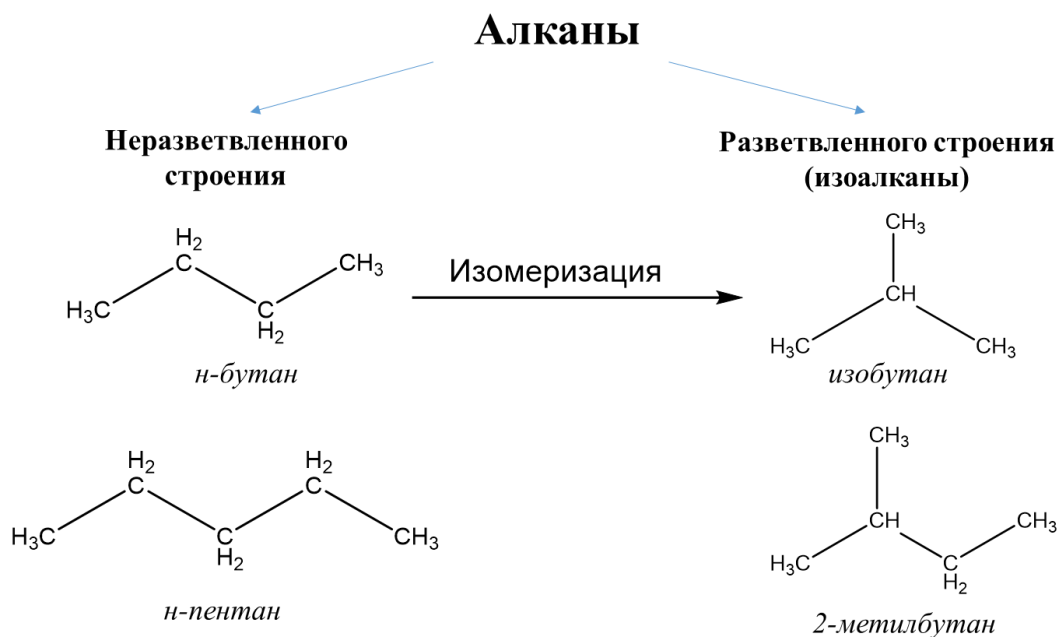 Алканы
Неразветвленного
строения
Разветвленного строения
(изоалканы)
H₂
C
CH₃
H₃C
C
H₂
н-бутан
Изомеризация
CH₃
CH
H₃C
CH₃
изобутан
H₂
H₂
C
C
H₃C
C
H₂
CH₃
н-пентан
CH₃
CH
CH₃
H₃C
C
H₂
2-метилбутан